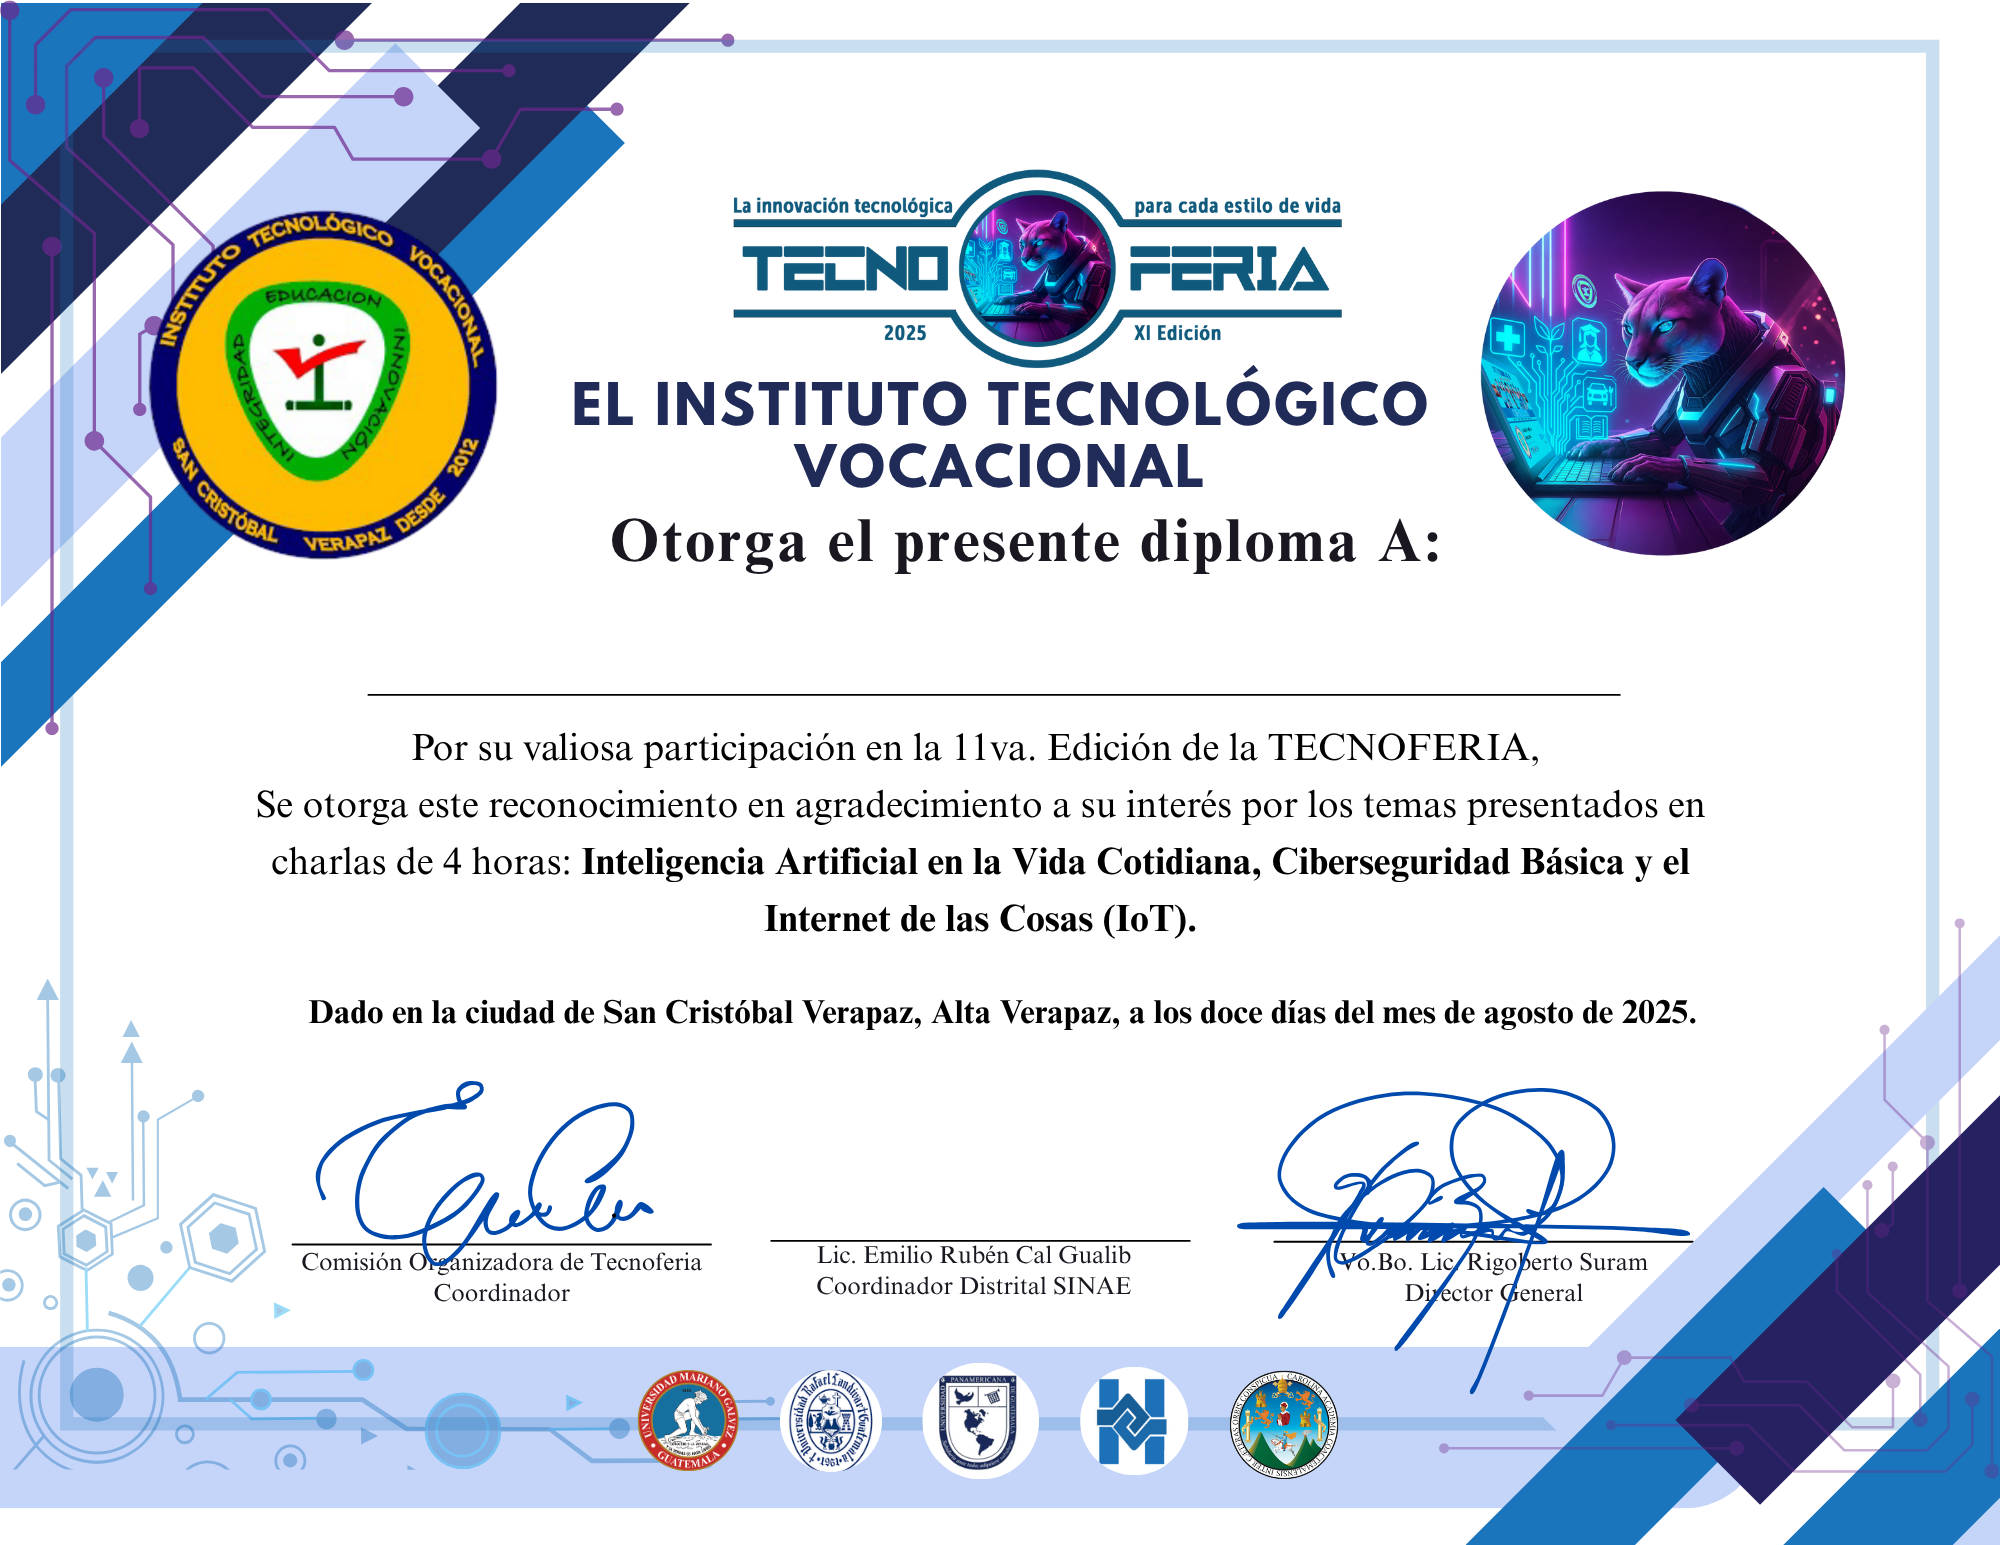 La innovación tecnológica
para cada estilo de vida
TECNO FERIA
2025
XI Edición
INSTITUTO TECNOLÓGICO VOCACIONAL
EDUCACION
INTEGRIDAD
INNOVACIÓN
SAN CRISTÓBAL VERAPAZ DESDE 2012
EL INSTITUTO TECNOLÓGICO
VOCACIONAL
Otorga el presente diploma A:
Por su valiosa participación en la 11va. Edición de la TECNOFERIA,
Se otorga este reconocimiento en agradecimiento a su interés por los temas presentados en
charlas de 4 horas: Inteligencia Artificial en la Vida Cotidiana, Ciberseguridad Básica y el
Internet de las Cosas (IoT).
Dado en la ciudad de San Cristóbal Verapaz, Alta Verapaz, a los doce días del mes de agosto de 2025.
Comisión Organizadora de Tecnoferia
Coordinador
Lic. Emilio Rubén Cal Gualib
Coordinador Distrital SINAE
Vo.Bo. Lic. Rigoberto Suram
Director General
UNIVERSIDAD MARIANO GALVEZ
GUATEMALA
Universidad Rafael Landívar Guatemala
1961
UNIVERSIDAD PANAMERICANA DE GUATEMALA